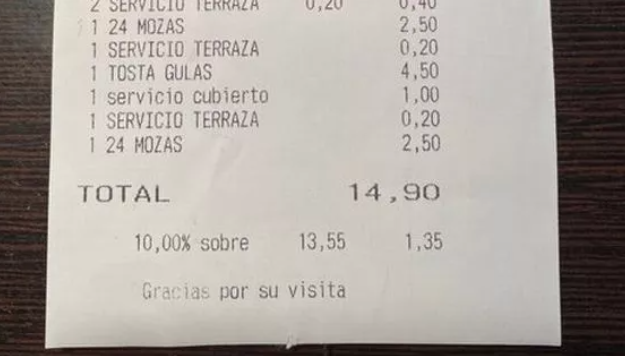 2 SERVICIO TERRAZA 0,20 0,40
1 24 MOZAS 2,50
1 SERVICIO TERRAZA 0,20
1 TOSTA GULAS 4,50
1 servicio cubierto 1,00
1 SERVICIO TERRAZA 0,20
1 24 MOZAS 2,50
TOTAL 14,90
10,00% sobre 13,55 1,35
Gracias por su visita